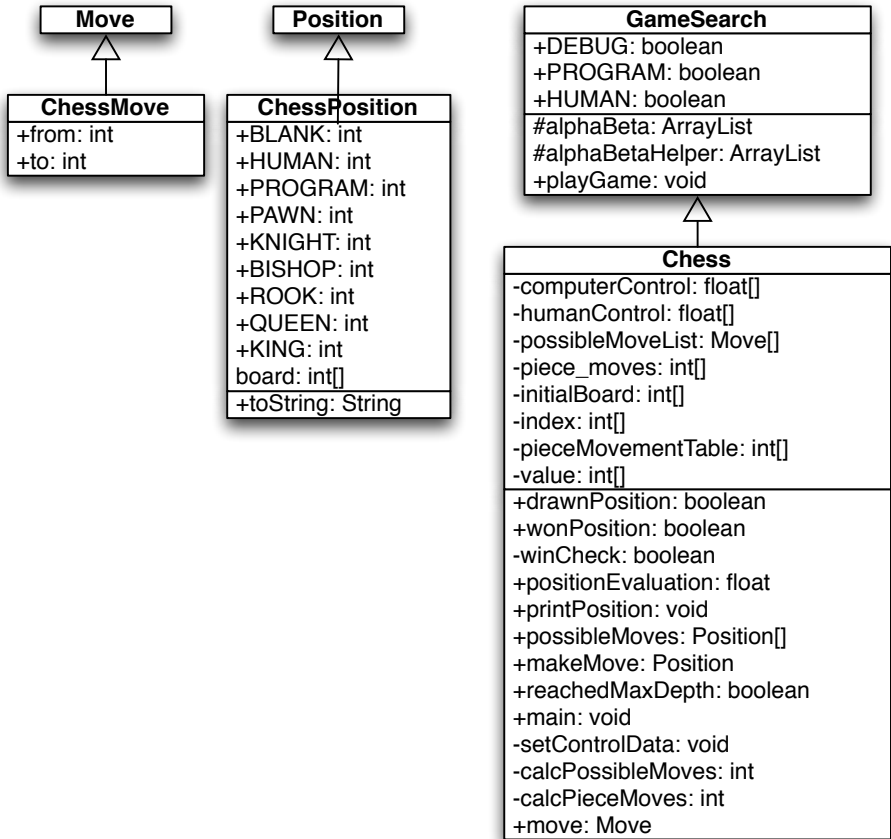 Move
ChessMove
+from: int
+to: int
Position
ChessPosition
+BLANK: int
+HUMAN: int
+PROGRAM: int
+PAWN: int
+KNIGHT: int
+BISHOP: int
+ROOK: int
+QUEEN: int
+KING: int
board: int[]
+toString: String
GameSearch
+DEBUG: boolean
+PROGRAM: boolean
+HUMAN: boolean
#alphaBeta: ArrayList
#alphaBetaHelper: ArrayList
+playGame: void
Chess
-computerControl: float[]
-humanControl: float[]
-possibleMoveList: Move[]
-piece_moves: int[]
-initialBoard: int[]
-index: int[]
-pieceMovementTable: int[]
-value: int[]
+drawnPosition: boolean
+wonPosition: boolean
-winCheck: boolean
+positionEvaluation: float
+printPosition: void
+possibleMoves: Position[]
+makeMove: Position
+reachedMaxDepth: boolean
+main: void
-setControlData: void
-calcPossibleMoves: int
-calcPieceMoves: int
+move: Move